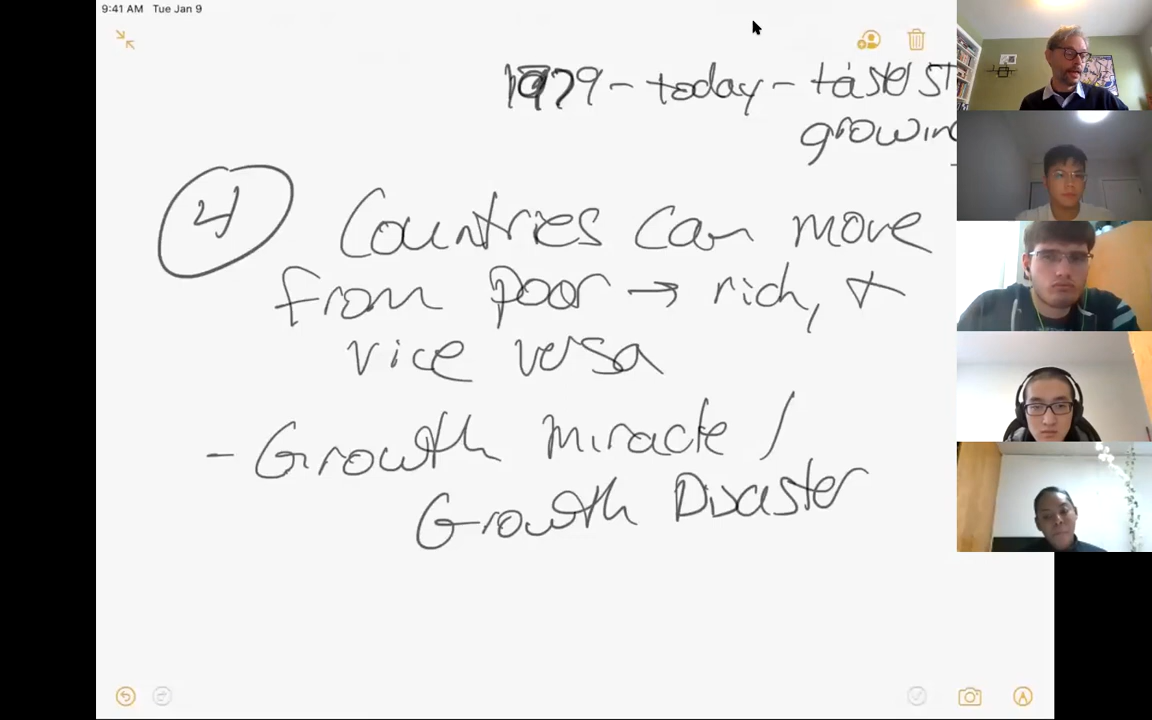 9:41 AM Tue Jan 9
1979 - today - fastest
growing
4 Countries can move
from poor → rich, +
vice versa
- Growth Miracle /
Growth Disaster